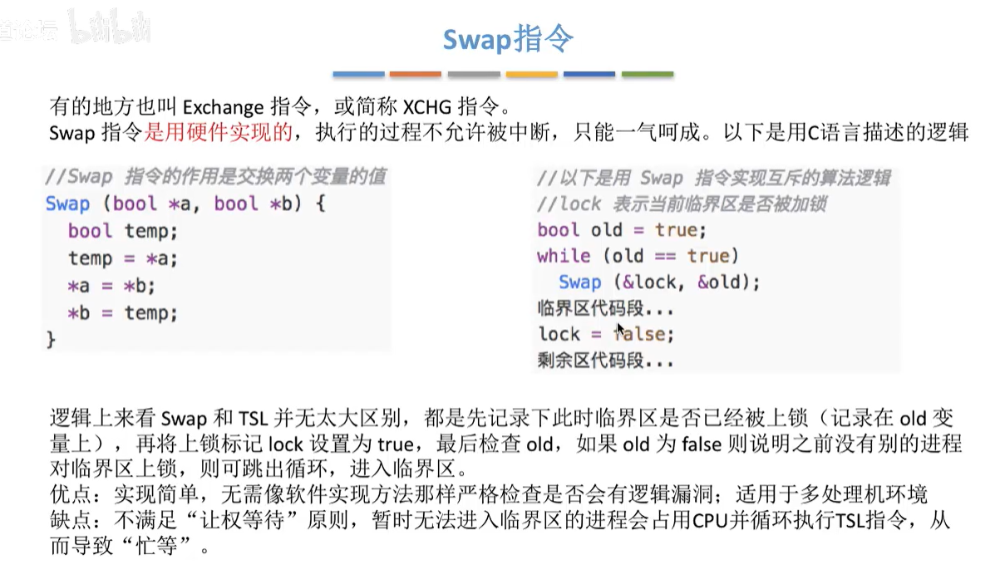 论坛 bilibili
Swap指令
有的地方也叫 Exchange 指令，或简称 XCHG 指令。
Swap 指令是用硬件实现的，执行的过程不允许被中断，只能一气呵成。以下是用C语言描述的逻辑
//Swap 指令的作用是交换两个变量的值
Swap (bool *a, bool *b) {
bool temp;
temp = *a;
*a = *b;
*b = temp;
}
//以下是用 Swap 指令实现互斥的算法逻辑
//lock 表示当前临界区是否被加锁
bool old = true;
while (old == true)
Swap (&lock, &old);
临界区代码段...
lock = false;
剩余区代码段...
逻辑上来看 Swap 和 TSL 并无太大区别，都是先记录下此时临界区是否已经被上锁（记录在 old 变
量上），再将上锁标记 lock 设置为 true，最后检查 old，如果 old 为 false 则说明之前没有别的进程
对临界区上锁，则可跳出循环，进入临界区。
优点：实现简单，无需像软件实现方法那样严格检查是否会有逻辑漏洞；适用于多处理机环境
缺点：不满足“让权等待”原则，暂时无法进入临界区的进程会占用CPU并循环执行TSL指令，从
而导致“忙等”。